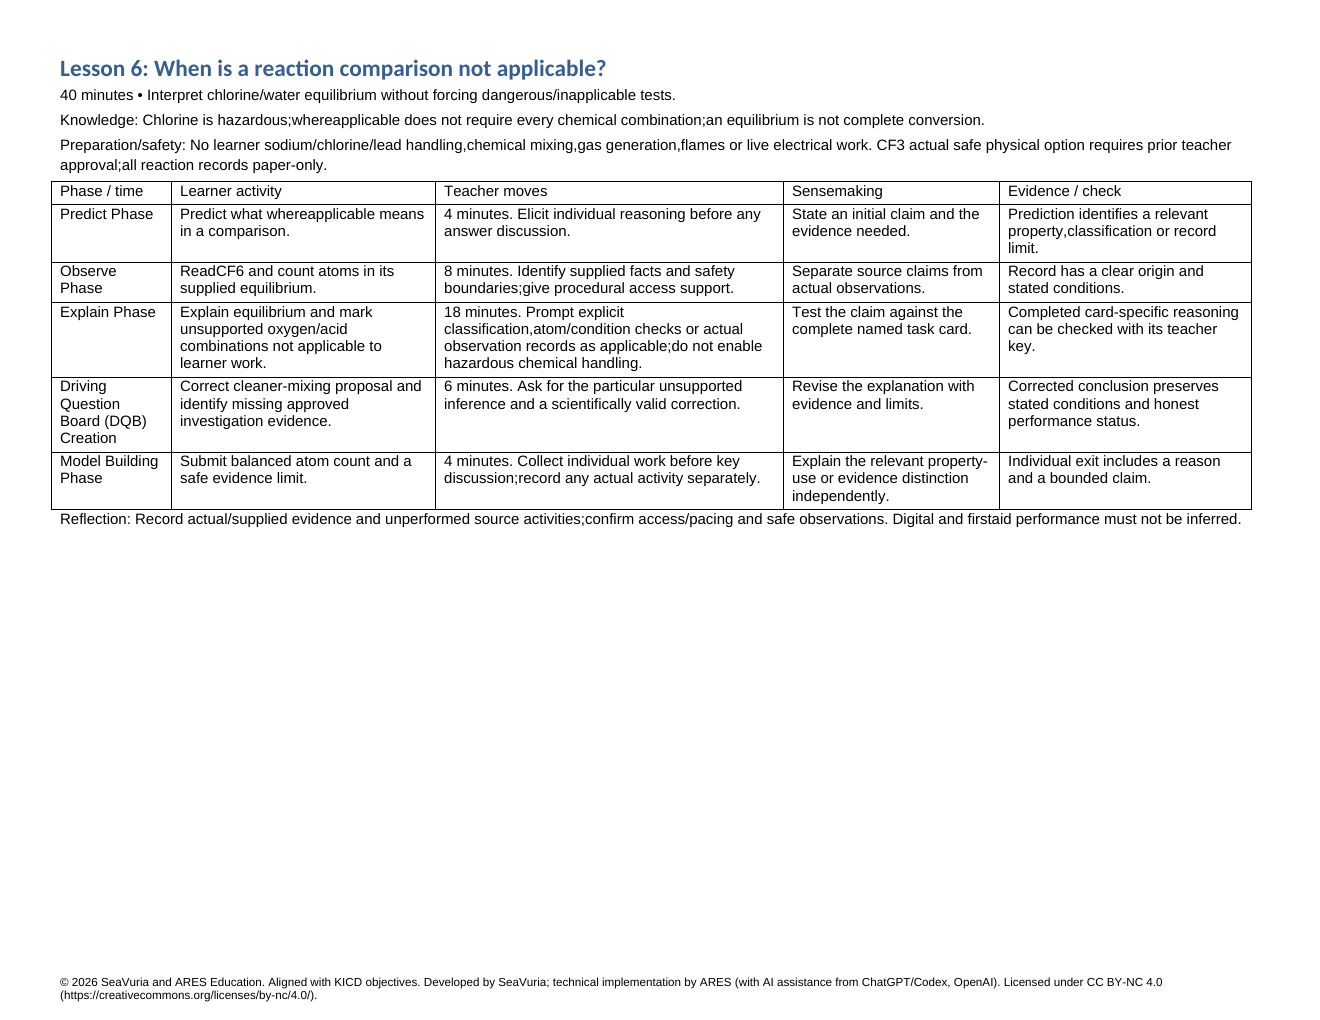 Lesson 6: When is a reaction comparison not applicable?
40 minutes • Interpret chlorine/water equilibrium without forcing dangerous/inapplicable tests.
Knowledge: Chlorine is hazardous;whereapplicable does not require every chemical combination;an equilibrium is not complete conversion.
Preparation/safety: No learner sodium/chlorine/lead handling,chemical mixing,gas generation,flames or live electrical work. CF3 actual safe physical option requires prior teacher
approval;all reaction records paper-only.
Phase / time
Learner activity
Teacher moves
Sensemaking
Evidence / check
Predict Phase
Predict what whereapplicable means
in a comparison.
4 minutes. Elicit individual reasoning before any
answer discussion.
State an initial claim and the
evidence needed.
Prediction identifies a relevant
property,classification or record
limit.
Observe
Phase
ReadCF6 and count atoms in its
supplied equilibrium.
8 minutes. Identify supplied facts and safety
boundaries;give procedural access support.
Separate source claims from
actual observations.
Record has a clear origin and
stated conditions.
Explain Phase
Explain equilibrium and mark
unsupported oxygen/acid
combinations not applicable to
learner work.
18 minutes. Prompt explicit
classification,atom/condition checks or actual
observation records as applicable;do not enable
hazardous chemical handling.
Test the claim against the
complete named task card.
Completed card-specific reasoning
can be checked with its teacher
key.
Driving
Question
Board (DQB)
Creation
Correct cleaner-mixing proposal and
identify missing approved
investigation evidence.
6 minutes. Ask for the particular unsupported
inference and a scientifically valid correction.
Revise the explanation with
evidence and limits.
Corrected conclusion preserves
stated conditions and honest
performance status.
Model Building
Phase
Submit balanced atom count and a
safe evidence limit.
4 minutes. Collect individual work before key
discussion;record any actual activity separately.
Explain the relevant property-
use or evidence distinction
independently.
Individual exit includes a reason
and a bounded claim.
Reflection: Record actual/supplied evidence and unperformed source activities;confirm access/pacing and safe observations. Digital and firstaid performance must not be inferred.
© 2026 SeaVuria and ARES Education. Aligned with KICD objectives. Developed by SeaVuria; technical implementation by ARES (with AI assistance from ChatGPT/Codex, OpenAI). Licensed under CC BY-NC 4.0
(https://creativecommons.org/licenses/by-nc/4.0/).